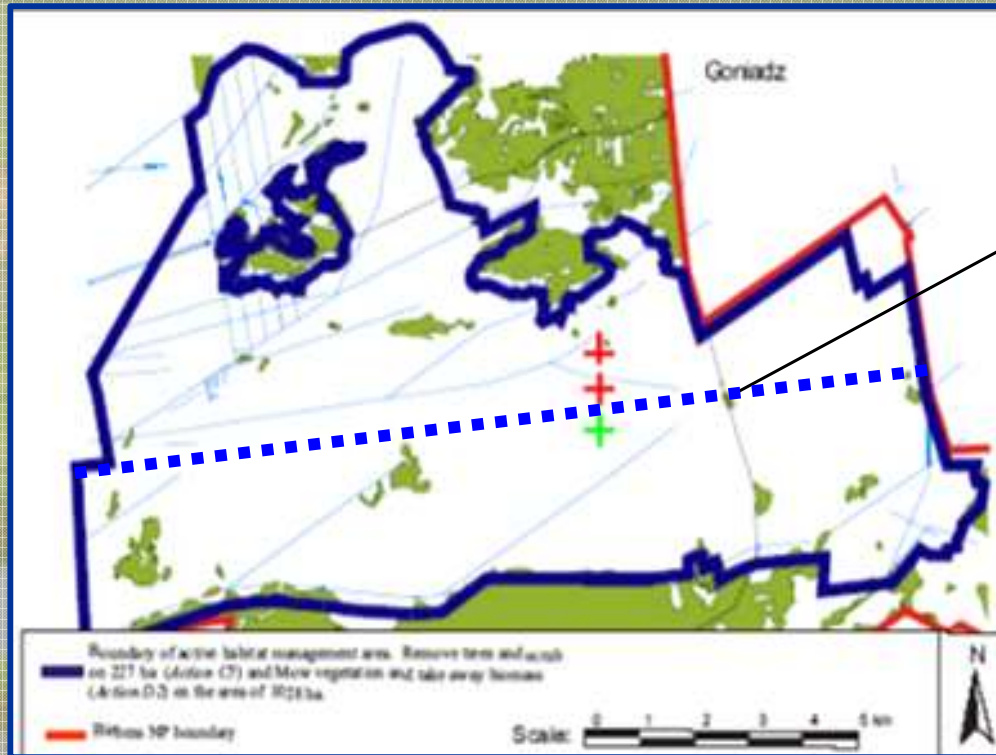 Goniadz
Boundary of active habitat management area. Remove trees and scrub
on 227 ha (Action C7) and Mow vegetation and take away biomass
(Action D2) on the area of ha.
NP boundary
Scale: 0 1 2 3 4 5 km
N